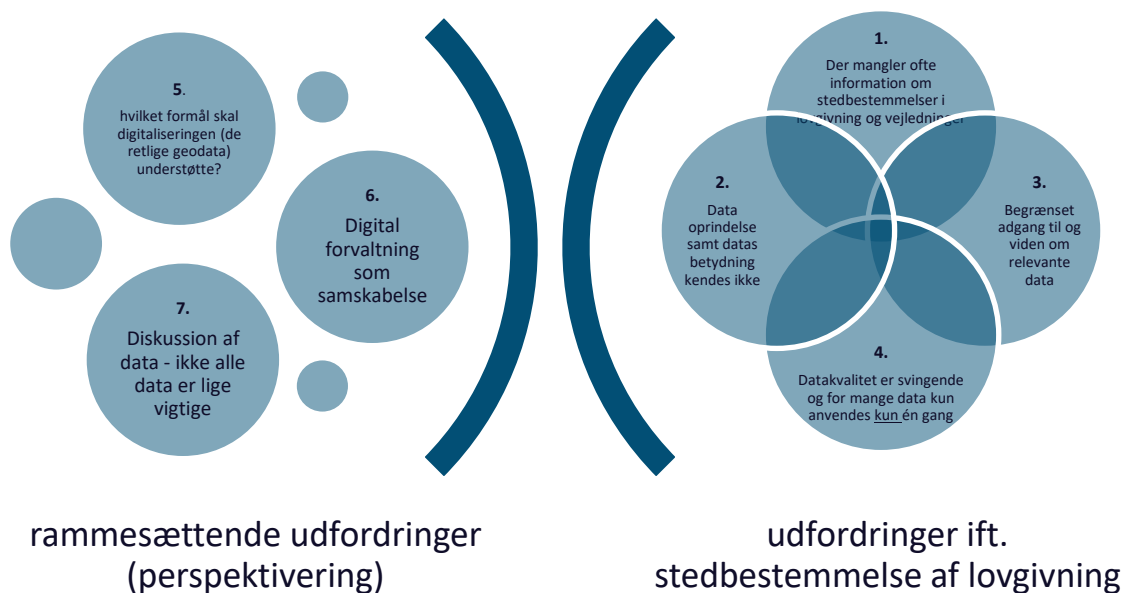 5.
hvilket formål skal
digitaliseringen (de
retlige geodata)
understøtte?
6.
Digital
forvaltning
som
samskabelse
7.
Diskussion af
data - ikke alle
data er lige
vigtige
rammesættende udfordringer
(perspektivering)
1.
Der mangler ofte
information om
stedbestemmelser i
lovgivning og vejledninger
2.
Data
oprindelse
samt datas
betydning
kendes ikke
3.
Begrænset
adgang til og
viden om
relevante
data
4.
Datakvalitet er svingende
og for mange data kun
anvendes kun én gang
udfordringer ift.
stedbestemmelse af lovgivning